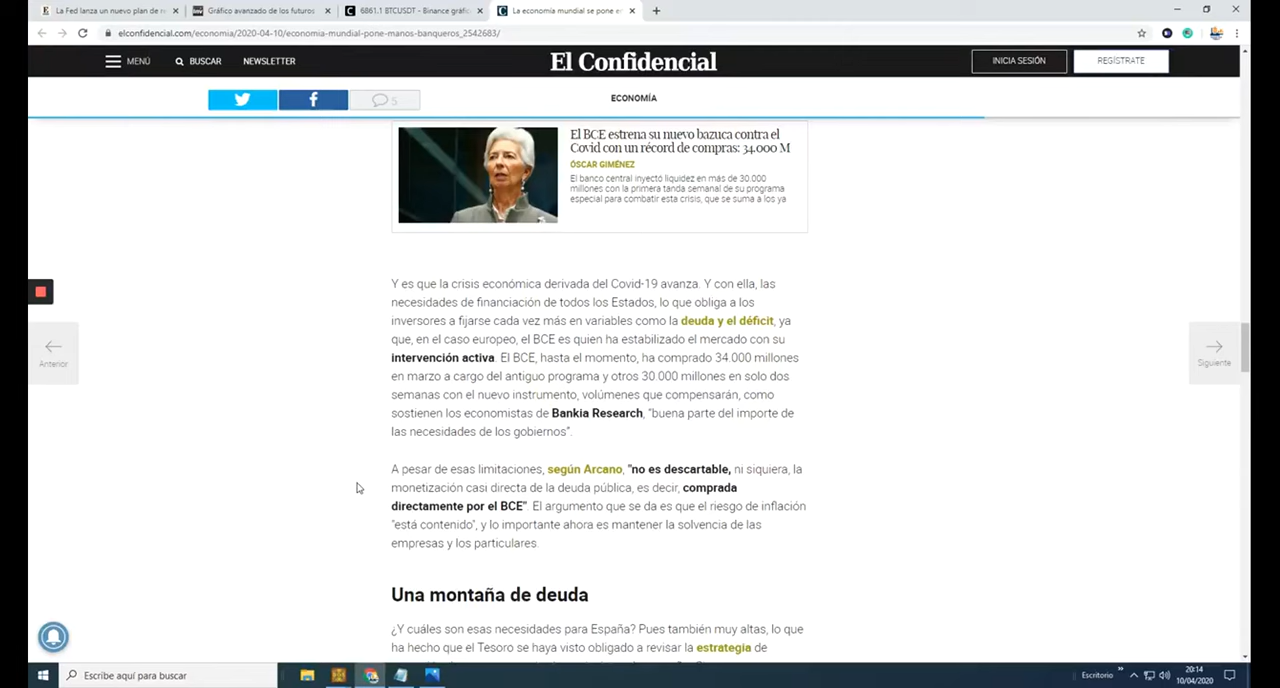 La Fed lanza un nuevo plan de r
Gráfico avanzado de los futuros
6861.1 BTCUSDT - Binance gráfic
La economía mundial se pone e
elconfidencial.com/economia/2020-04-10/economia-mundial-pone-manos-banqueros_2542683/
MENÚ
BUSCAR
NEWSLETTER
El Confidencial
INICIA SESIÓN
REGÍSTRATE
5
ECONOMÍA
El BCE estrena su nuevo bazuca contra el
Covid con un récord de compras: 34.000 M
ÓSCAR GIMÉNEZ
El banco central inyectó liquidez en más de 30.000
millones con la primera tanda semanal de su programa
especial para combatir esta crisis, que se suma a los ya
Y es que la crisis económica derivada del Covid-19 avanza. Y con ella, las
necesidades de financiación de todos los Estados, lo que obliga a los
inversores a fijarse cada vez más en variables como la deuda y el déficit, ya
que, en el caso europeo, el BCE es quien ha estabilizado el mercado con su
intervención activa. El BCE, hasta el momento, ha comprado 34.000 millones
en marzo a cargo del antiguo programa y otros 30.000 millones en solo dos
semanas con el nuevo instrumento, volúmenes que compensarán, como
sostienen los economistas de Bankia Research, “buena parte del importe de
las necesidades de los gobiernos”.
A pesar de esas limitaciones, según Arcano, "no es descartable, ni siquiera, la
monetización casi directa de la deuda pública, es decir, comprada
directamente por el BCE". El argumento que se da es que el riesgo de inflación
"está contenido", y lo importante ahora es mantener la solvencia de las
empresas y los particulares.
Una montaña de deuda
¿Y cuáles son esas necesidades para España? Pues también muy altas, lo que
ha hecho que el Tesoro se haya visto obligado a revisar la estrategia de
Anterior
Siguiente
Escribe aquí para buscar
Escritorio
20:14
10/04/2020